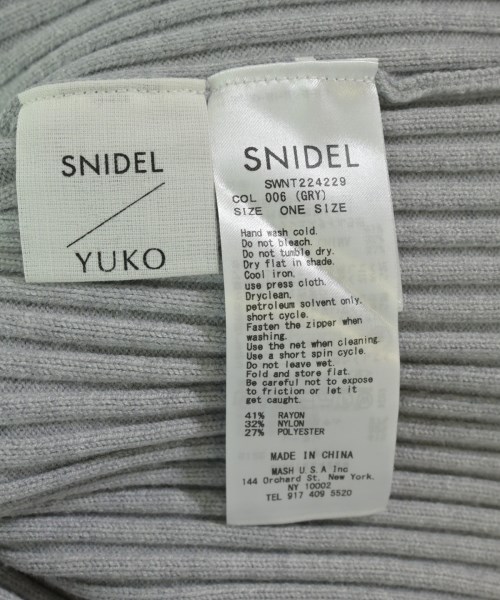 SNIDEL
YUKO
SNIDEL
SWNT224229
COL 006 (GRY)
SIZE ONE SIZE
Hand wash cold.
Do not bleach.
Do not tumble dry.
Dry flat in shade.
Cool iron.
use press cloth.
Dryclean,
petroleum solvent only,
short cycle.
Fasten the zipper when
washing.
Use the net when cleaning.
Use a short spin cycle.
Do not leave wet.
Fold and store flat.
Be careful not to expose
to friction or let it
get caught.
41% RAYON
32% NYLON
27% POLYESTER
MADE IN CHINA
MASH U.S.A Inc
144 Orchard St, New York,
NY 10002
TEL 917 409 5520